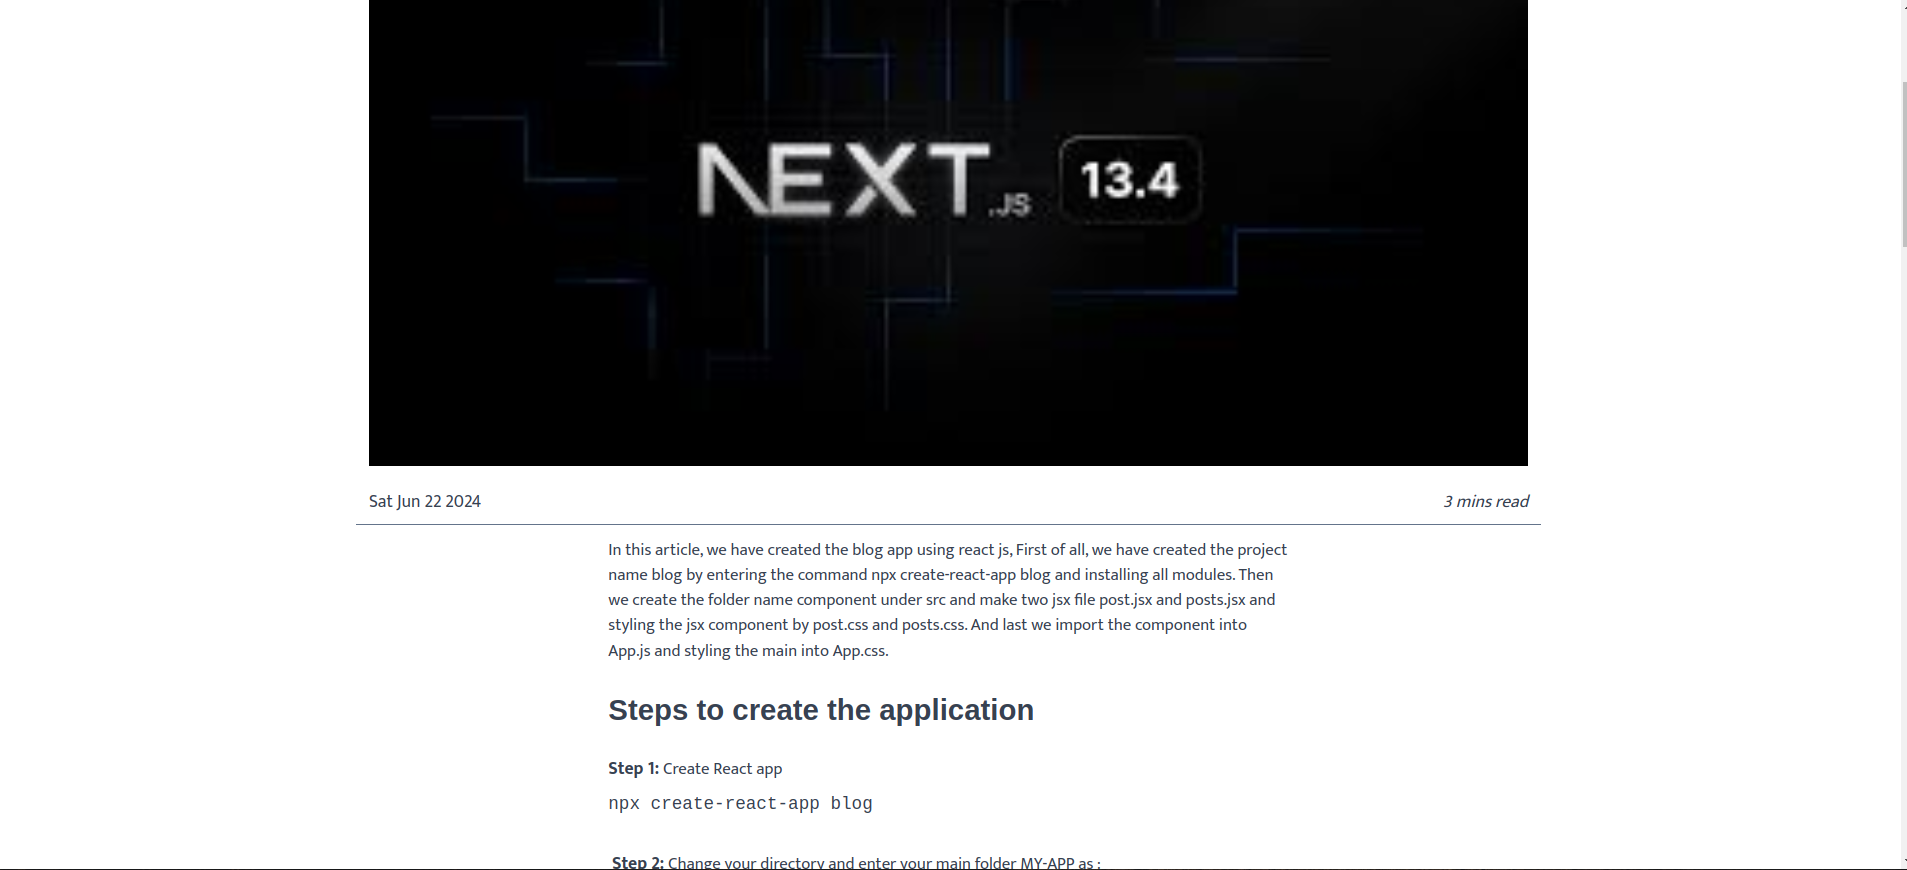 NEXT.JS 13.4
Sat Jun 22 2024
3 mins read
In this article, we have created the blog app using react js, First of all, we have created the project
name blog by entering the command npx create-react-app blog and installing all modules. Then
we create the folder name component under src and make two jsx file post.jsx and posts.jsx and
styling the jsx component by post.css and posts.css. And last we import the component into
App.js and styling the main into App.css.
Steps to create the application
Step 1: Create React app
npx create-react-app blog
Step 2: Change your directory and enter your main folder MY-APP as :